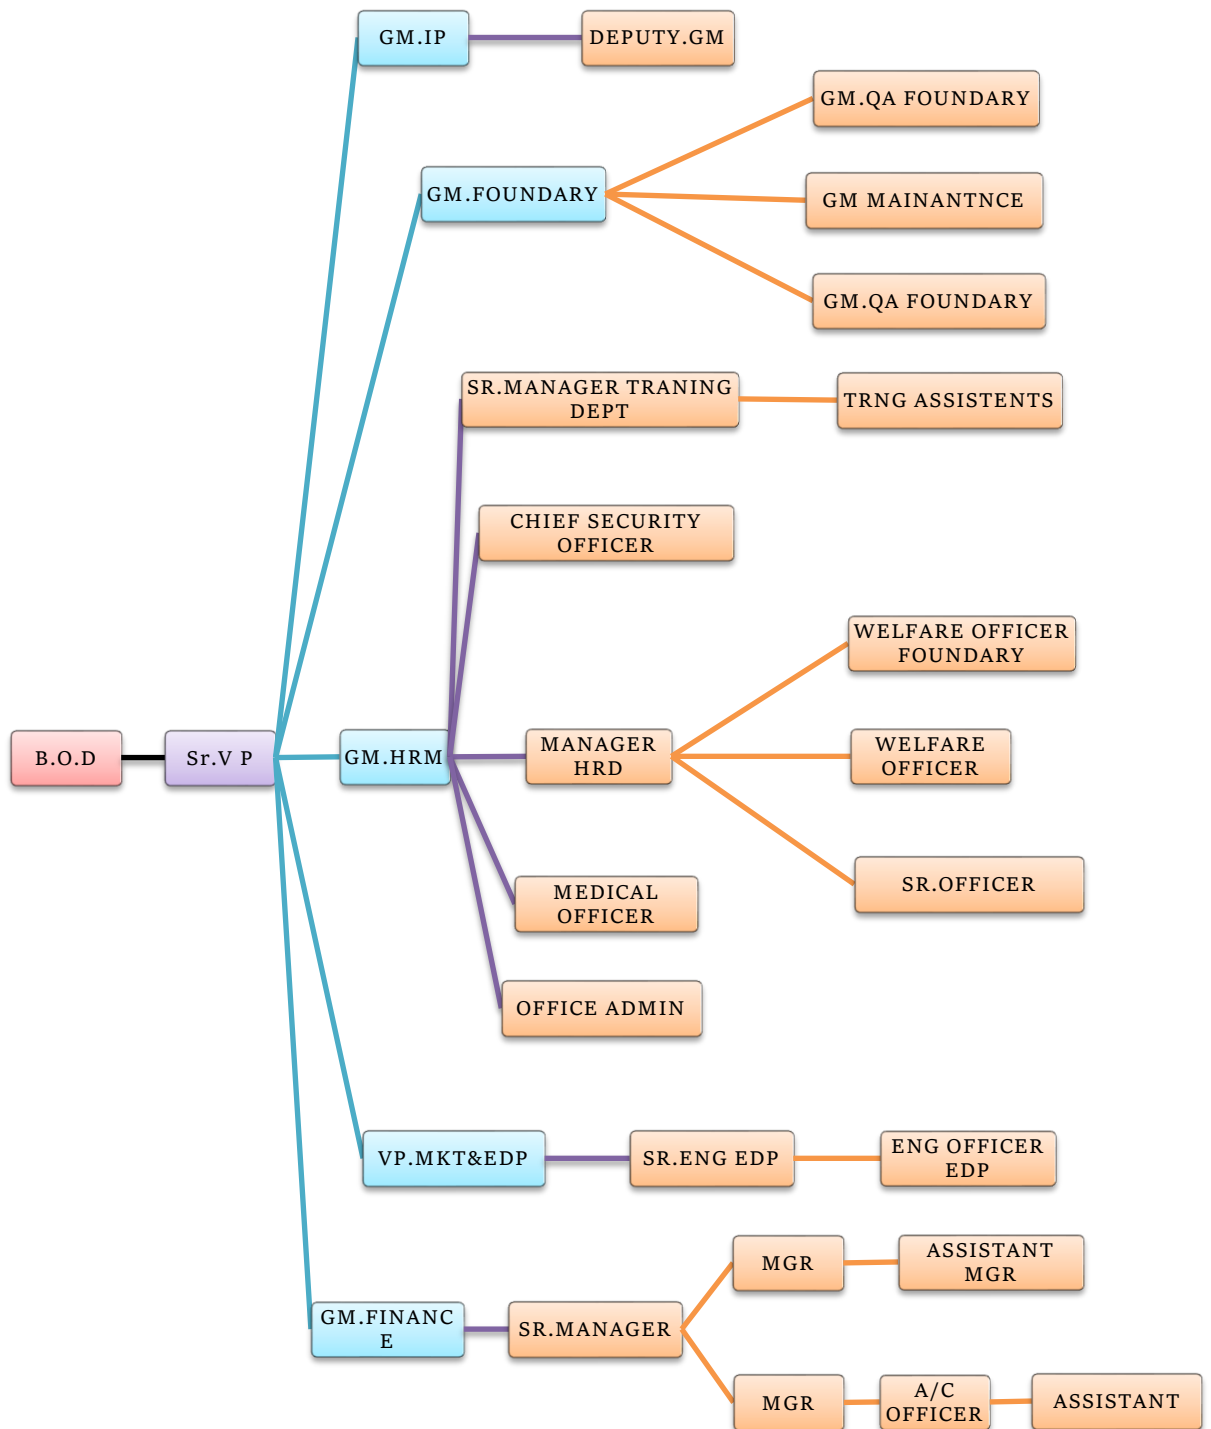 GM.IP
DEPUTY.GM
GM.QA FOUNDARY
GM.FOUNDARY
GM MAINANTNCE
GM.QA FOUNDARY
SR.MANAGER TRANING
DEPT
TRNG ASSISTENTS
CHIEF SECURITY
OFFICER
WELFARE OFFICER
FOUNDARY
B.O.D
Sr.V P
GM.HRM
MANAGER
HRD
WELFARE
OFFICER
SR.OFFICER
MEDICAL
OFFICER
OFFICE ADMIN
VP.MKT&EDP
SR.ENG EDP
ENG OFFICER
EDP
MGR
ASSISTANT
MGR
GM.FINANC
E
SR.MANAGER
MGR
A/C
OFFICER
ASSISTANT